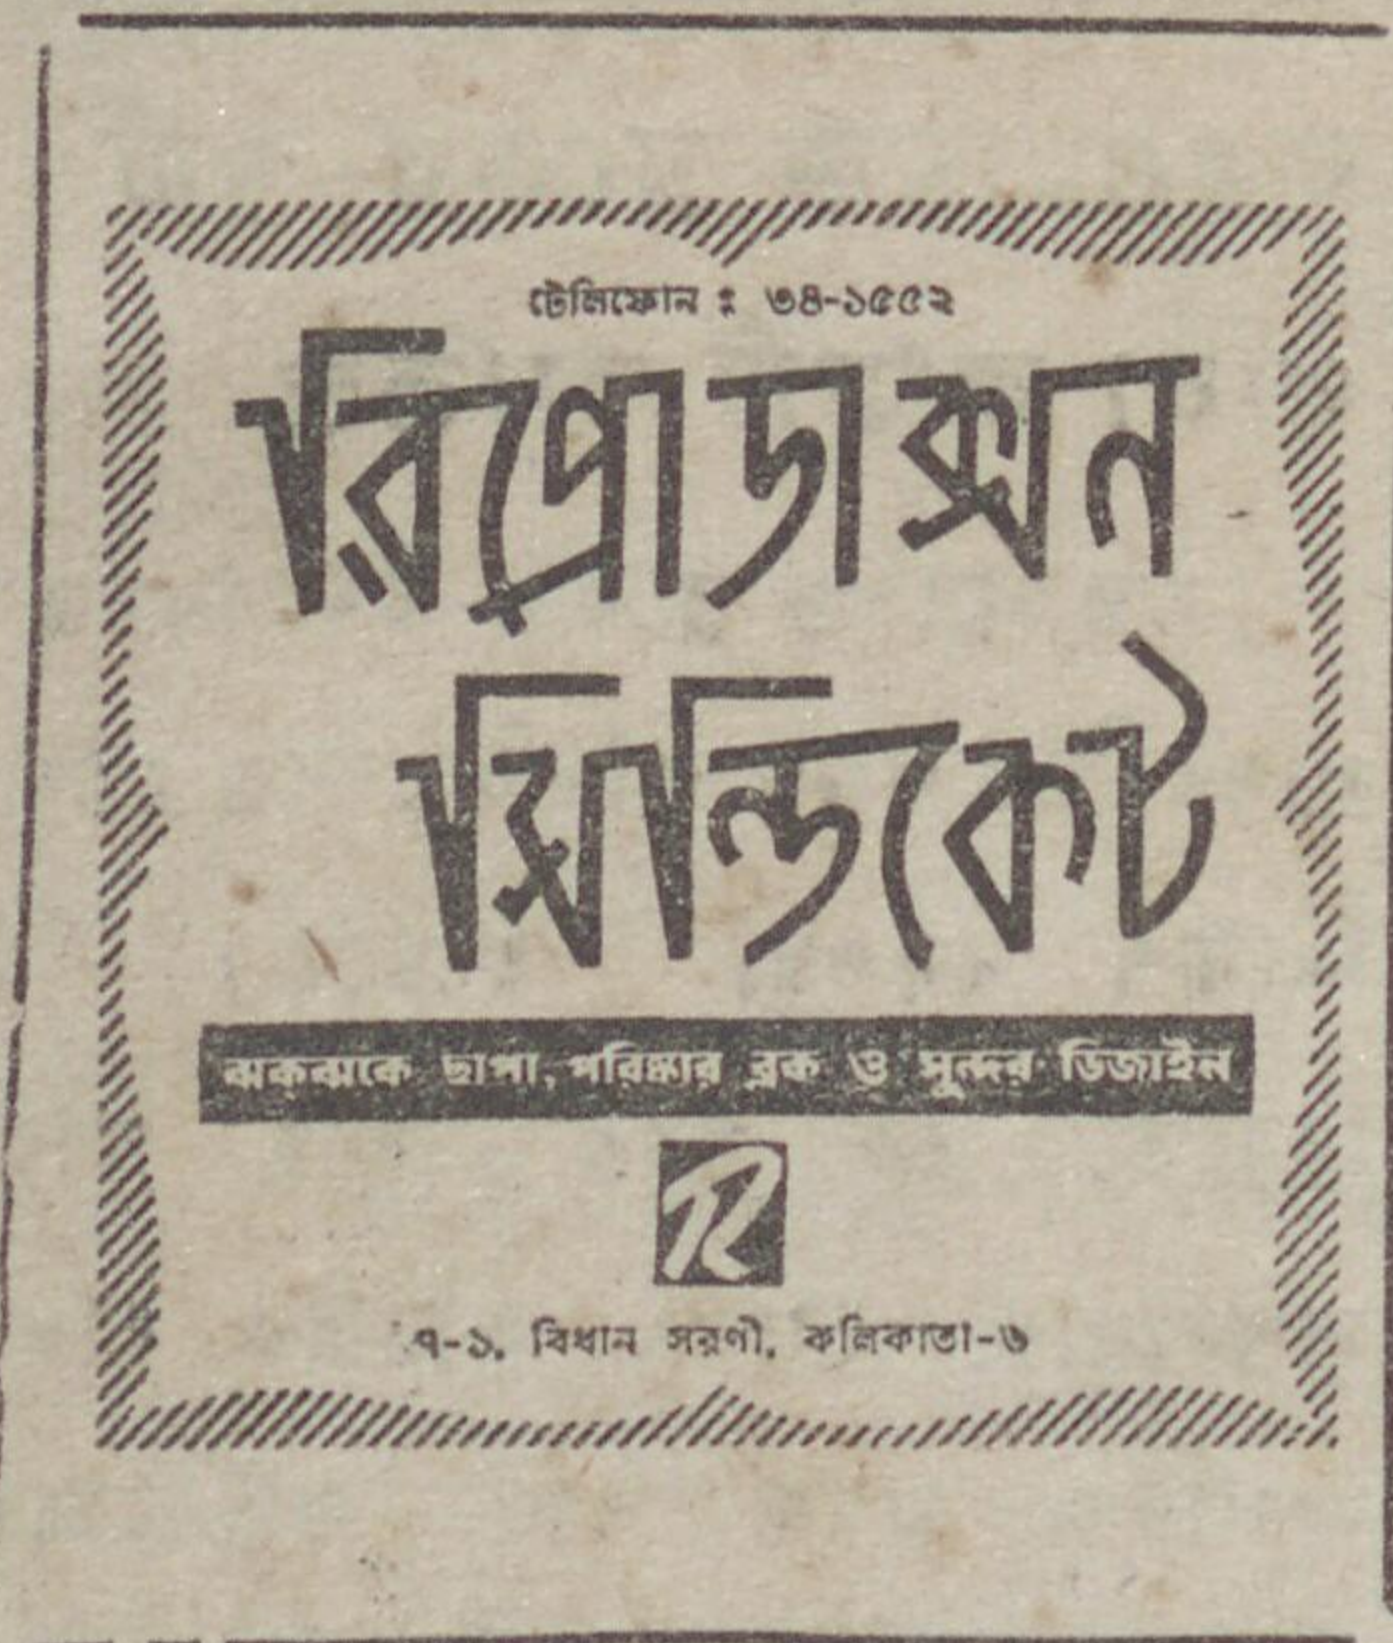 টেলিফোন : ৩৪-১৫৫২
রিপ্রোডাক্সন
সিন্ডিকেট
ঝকঝকে ছাপা, পরিষ্কার ব্লক ও সুন্দর ডিজাইন
R
৭-১, বিধান সরণী, কলিকাতা-৬